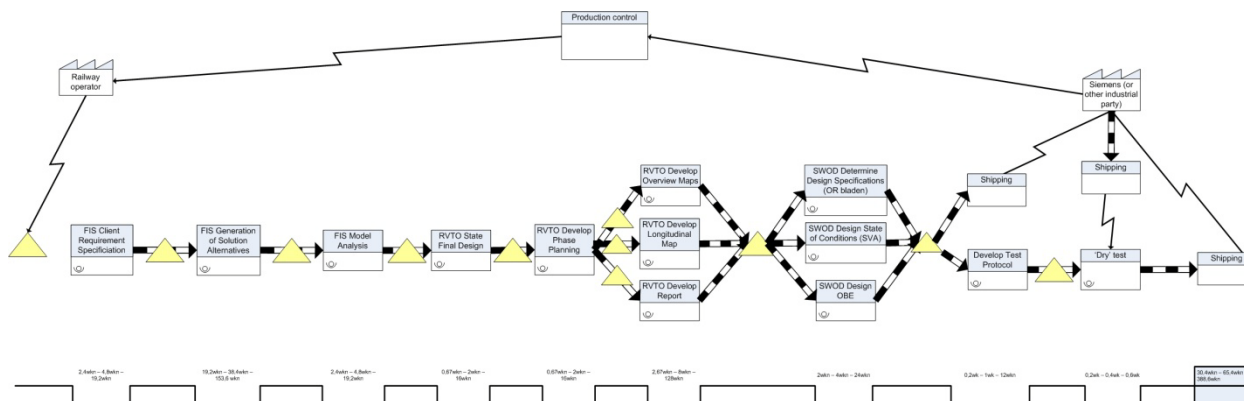 Production control
Railway
operator
Siemens (or
other industrial
party)
RVTO Develop
Overview Maps
SWOD Determine
Design Specifications
(OR bladen)
Shipping
Shipping
FIS Client
Requirement
Specificiation
FIS Generation
of Solution
Alternatives
FIS Model
Analysis
RVTO State
Final Design
RVTO Develop
Phase
Planning
RVTO Develop
Longitudinal
Map
SWOD Design State
of Conditions (SVA)
Develop Test
Protocol
'Dry' test
Shipping
RVTO Develop
Report
SWOD Design
OBE
2,4wkn – 4,8wkn –
19,2wkn
19,2wkn – 38,4wkn –
153,6 wkn
2,4wkn – 4,8wkn –
19,2wkn
0,67wkn – 2wkn –
16wkn
0,67wkn – 2wkn –
16wkn
2,67wkn – 8wkn –
128wkn
2wkn – 4wkn – 24wkn
0,2wk – 1wk – 12wkn
0,2wk – 0,4wk – 0,6wk
30,4wkn – 65,4wkn
388,6wkn